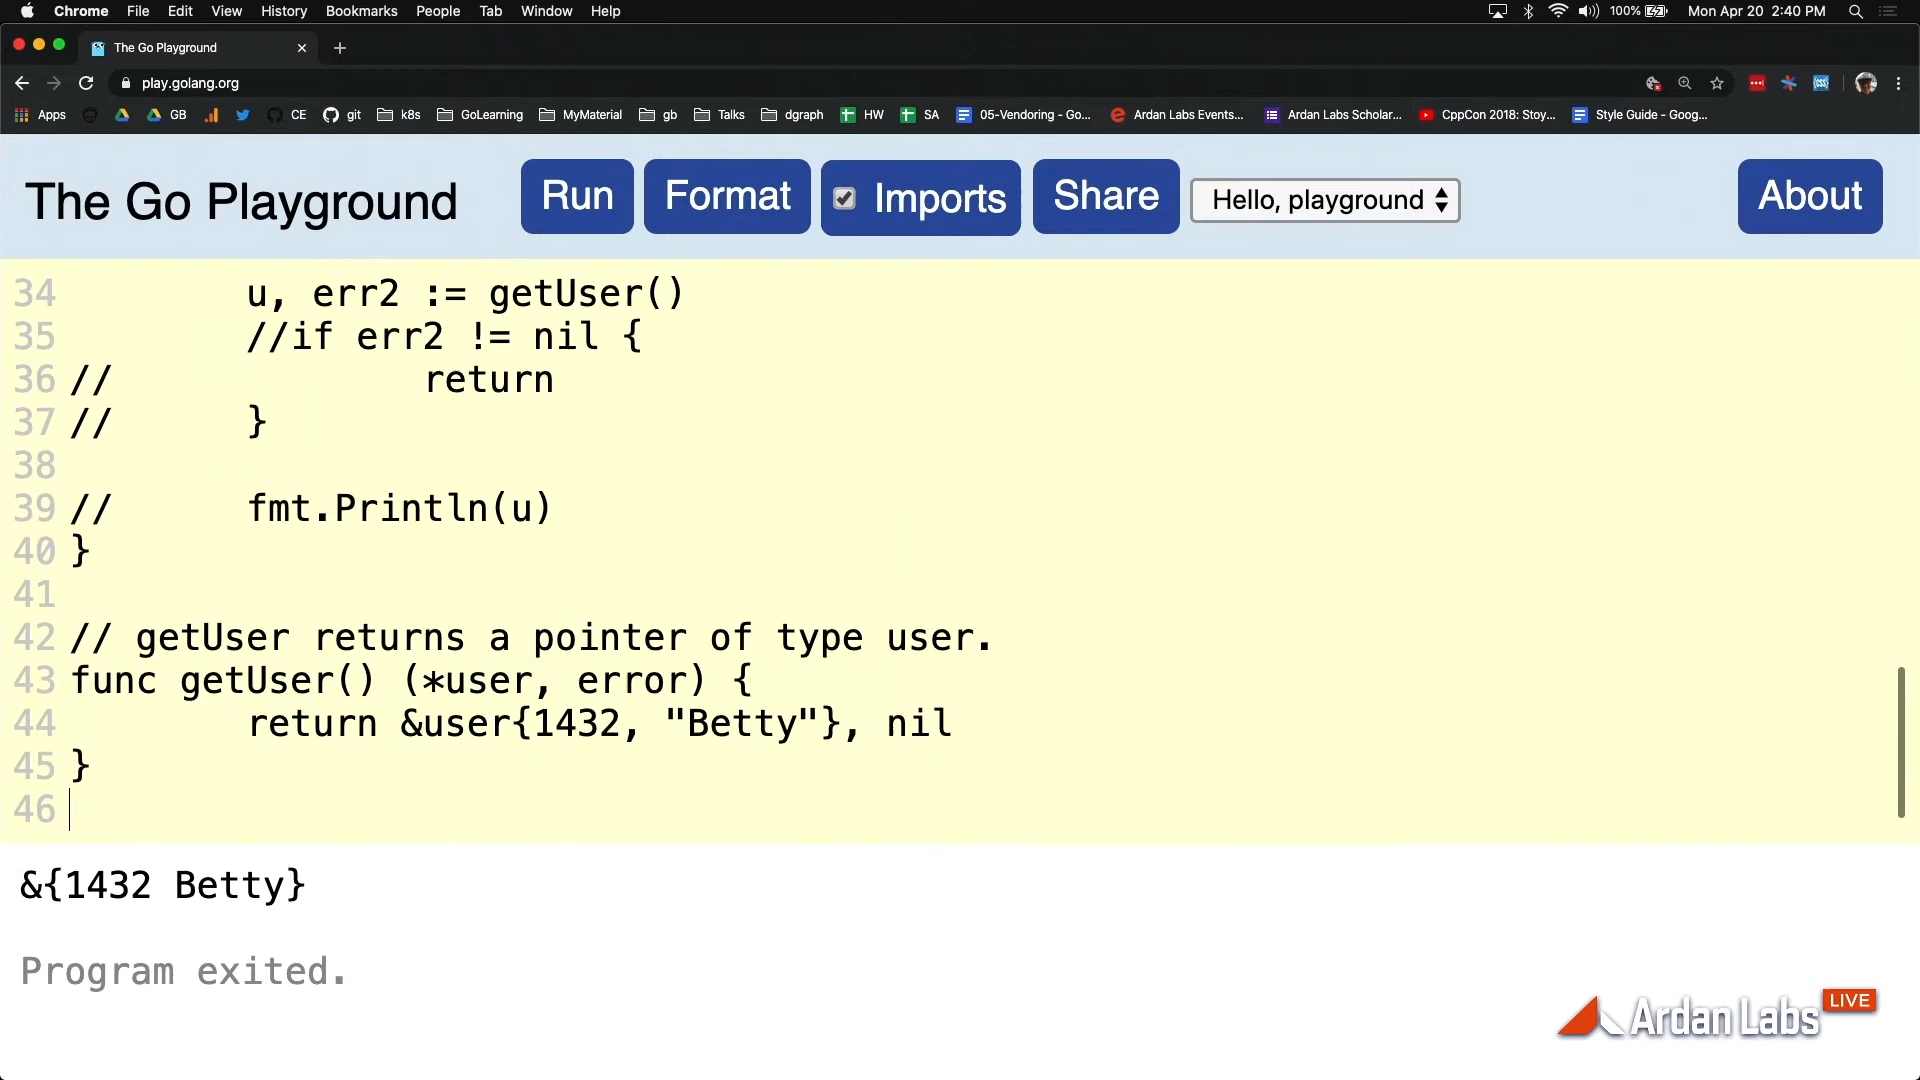 Chrome File Edit View History Bookmarks People Tab Window Help 100% Mon Apr 20 2:40 PM
The Go Playground
play.golang.org
Apps GB CE git k8s GoLearning MyMaterial gb Talks dgraph HW SA 05-Vendoring - Go... Ardan Labs Events... Ardan Labs Scholar... CppCon 2018: Stoy... Style Guide - Goog...
The Go Playground Run Format Imports Share Hello, playground About
34 u, err2 := getUser()
35 //if err2 != nil {
36 // return
37 // }
38
39 // fmt.Println(u)
40 }
41
42 // getUser returns a pointer of type user.
43 func getUser() (*user, error) {
44 return &user{1432, "Betty"}, nil
45 }
46
&{1432 Betty}
Program exited.
Ardan Labs LIVE